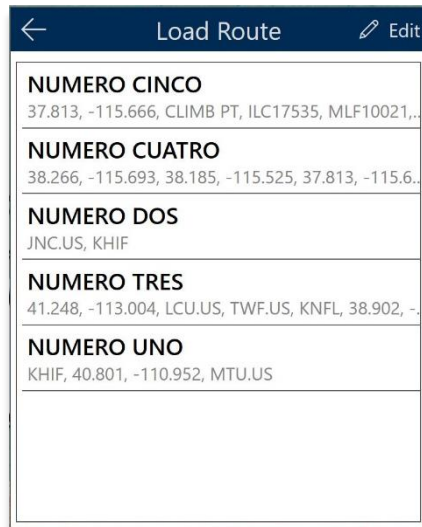 Load Route
Edit
NUMERO CINCO
37.813, -115.666, CLIMB PT, ILC17535, MLF10021,..
NUMERO CUATRO
38.266, -115.693, 38.185, -115.525, 37.813, -115.6..
NUMERO DOS
JNC.US, KHIF
NUMERO TRES
41.248, -113.004, LCU.US, TWF.US, KNFL, 38.902, -..
NUMERO UNO
KHIF, 40.801, -110.952, MTU.US